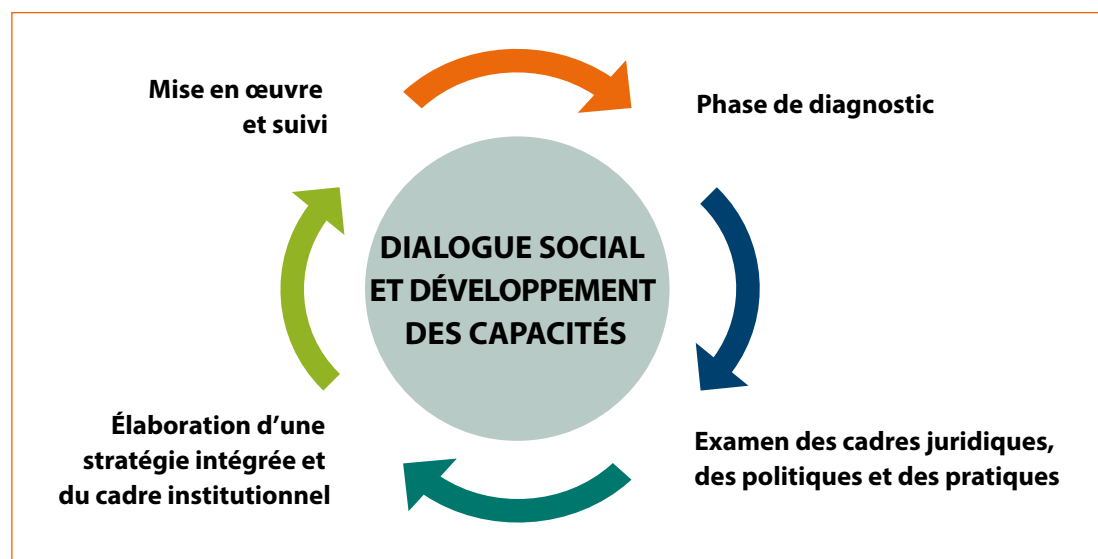 Mise en œuvre
et suivi
Phase de diagnostic
DIALOGUE SOCIAL
ET DÉVELOPPEMENT
DES CAPACITÉS
Élaboration d’une
stratégie intégrée et
du cadre institutionnel
Examen des cadres juridiques,
des politiques et des pratiques